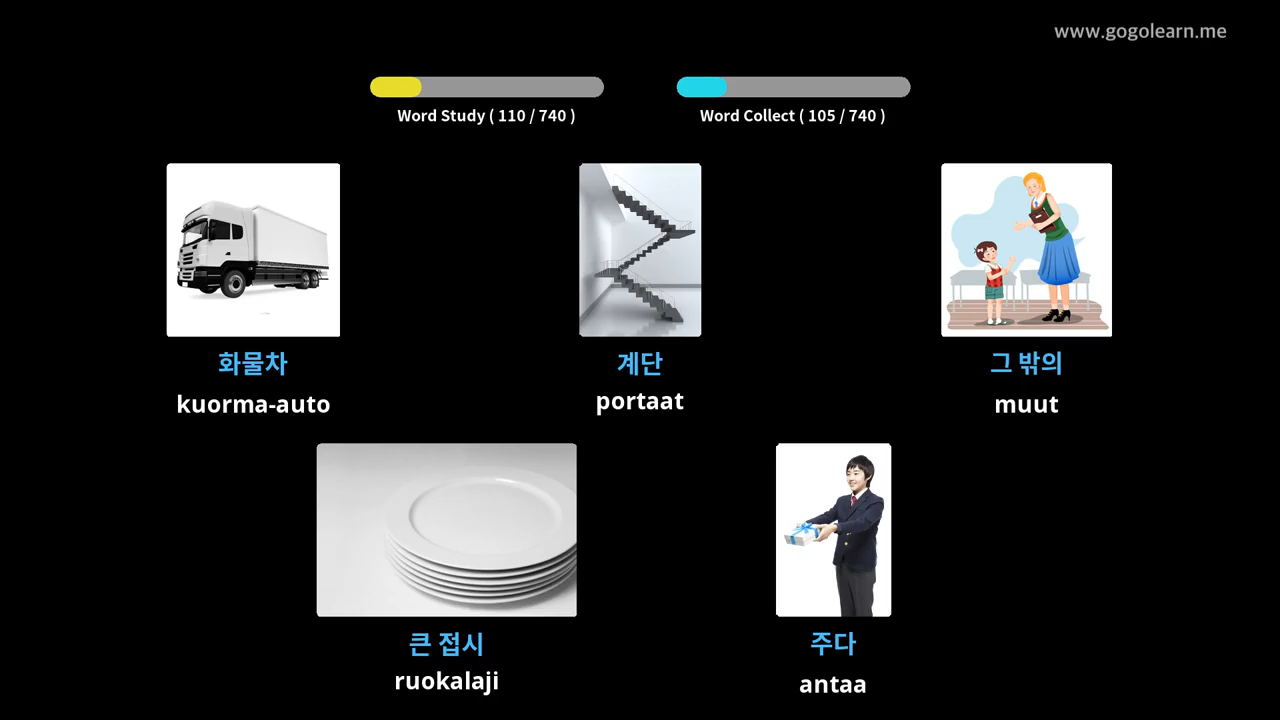 www.gogolearn.me
Word Study ( 110 / 740 )
Word Collect ( 105 / 740 )
화물차
kuorma-auto
계단
portaat
그 밖의
muut
큰 접시
ruokalaji
주다
antaa